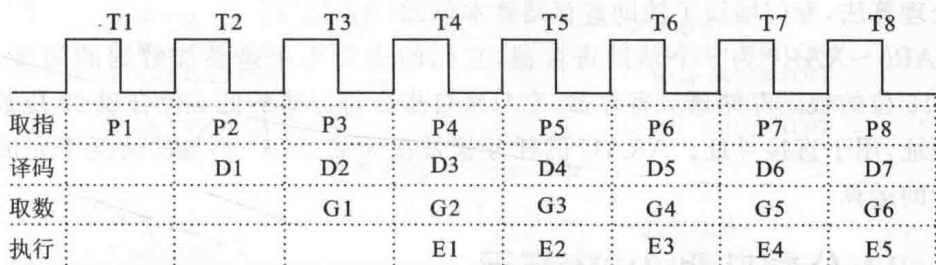 T1 T2 T3 T4 T5 T6 T7 T8
取指 P1 P2 P3 P4 P5 P6 P7 P8
译码 D1 D2 D3 D4 D5 D6 D7
取数 G1 G2 G3 G4 G5 G6
执行 E1 E2 E3 E4 E5